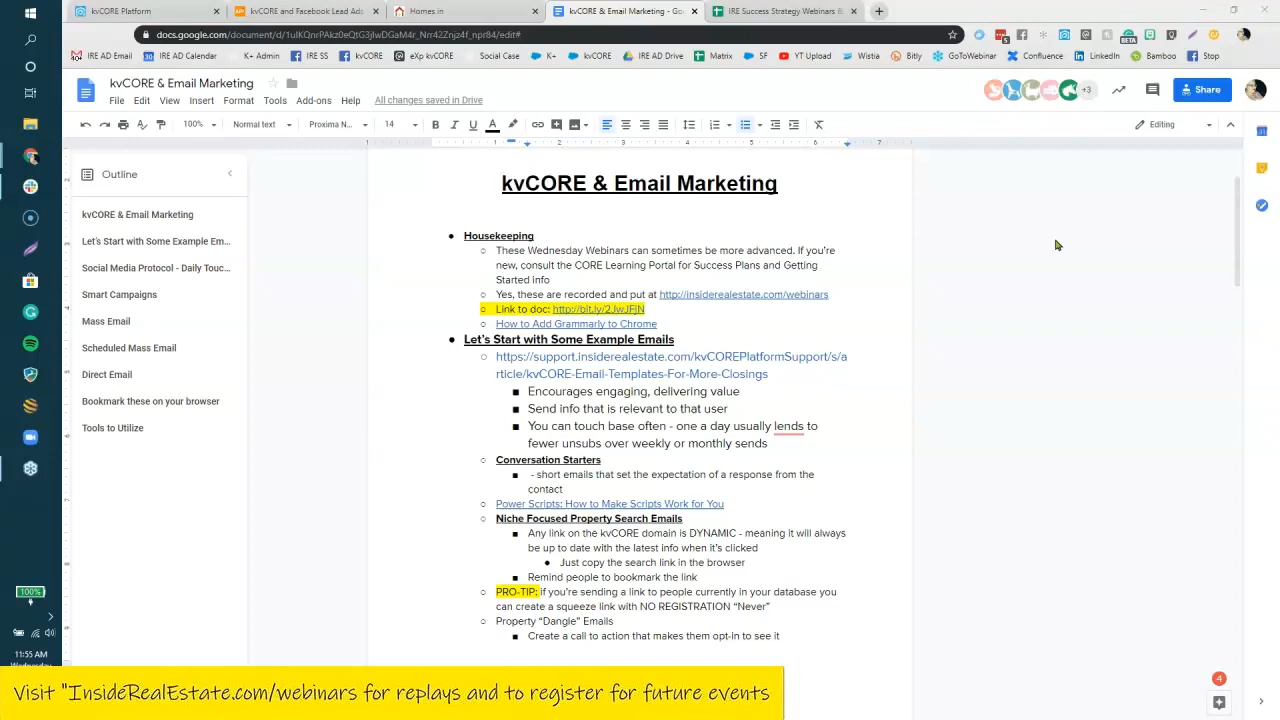 kvCORE Platform
kvCORE and Facebook Lead Ads
Homes in
kvCORE & Email Marketing - Go
IRE Success Strategy Webinars &
IRE AD Email
IRE AD Calendar
K+ Admin
IRE SS
kvCORE
eXp kvCORE
Social Case
K+
kvCORE
IRE AD DRIVE
Matrix
SF
YT Upload
Wistia
Bitly
GoToWebinar
Confluence
LinkedIn
Bamboo
Stop
kvCORE & Email Marketing
File Edit View Insert Format Tools Add-ons Help All changes saved in Drive
+3
Share
100% Normal text Proxima N... 14
Editing
Outline
kvCORE & Email Marketing
Let's Start with Some Example Em...
Social Media Protocol - Daily Touc...
Smart Campaigns
Mass Email
Scheduled Mass Email
Direct Email
Bookmark these on your browser
Tools to Utilize
kvCORE & Email Marketing
Housekeeping
These Wednesday Webinars can sometimes be more advanced. If you're
new, consult the CORE Learning Portal for Success Plans and Getting
Started info
Yes, these are recorded and put at http://insiderealestate.com/webinars
Link to doc: http://bit.ly/2JwJFJN
How to Add Grammarly to Chrome
Let's Start with Some Example Emails
https://support.insiderealestate.com/kvCOREPlatformSupport/s/a
rticle/kvCORE-Email-Templates-For-More-Closings
Encourages engaging, delivering value
Send info that is relevant to that user
You can touch base often - one a day usually lends to
fewer unsubs over weekly or monthly sends
Conversation Starters
- short emails that set the expectation of a response from the
contact
Power Scripts: How to Make Scripts Work for You
Niche Focused Property Search Emails
Any link on the kvCORE domain is DYNAMIC - meaning it will always
be up to date with the latest info when it's clicked
Just copy the search link in the browser
Remind people to bookmark the link
PRO-TIP: if you're sending a link to people currently in your database you
can create a squeeze link with NO REGISTRATION "Never"
Property "Dangle" Emails
Create a call to action that makes them opt-in to see it
100%
11:55 AM
Wednesday
4
Visit "InsideRealEstate.com/webinars for replays and to register for future events